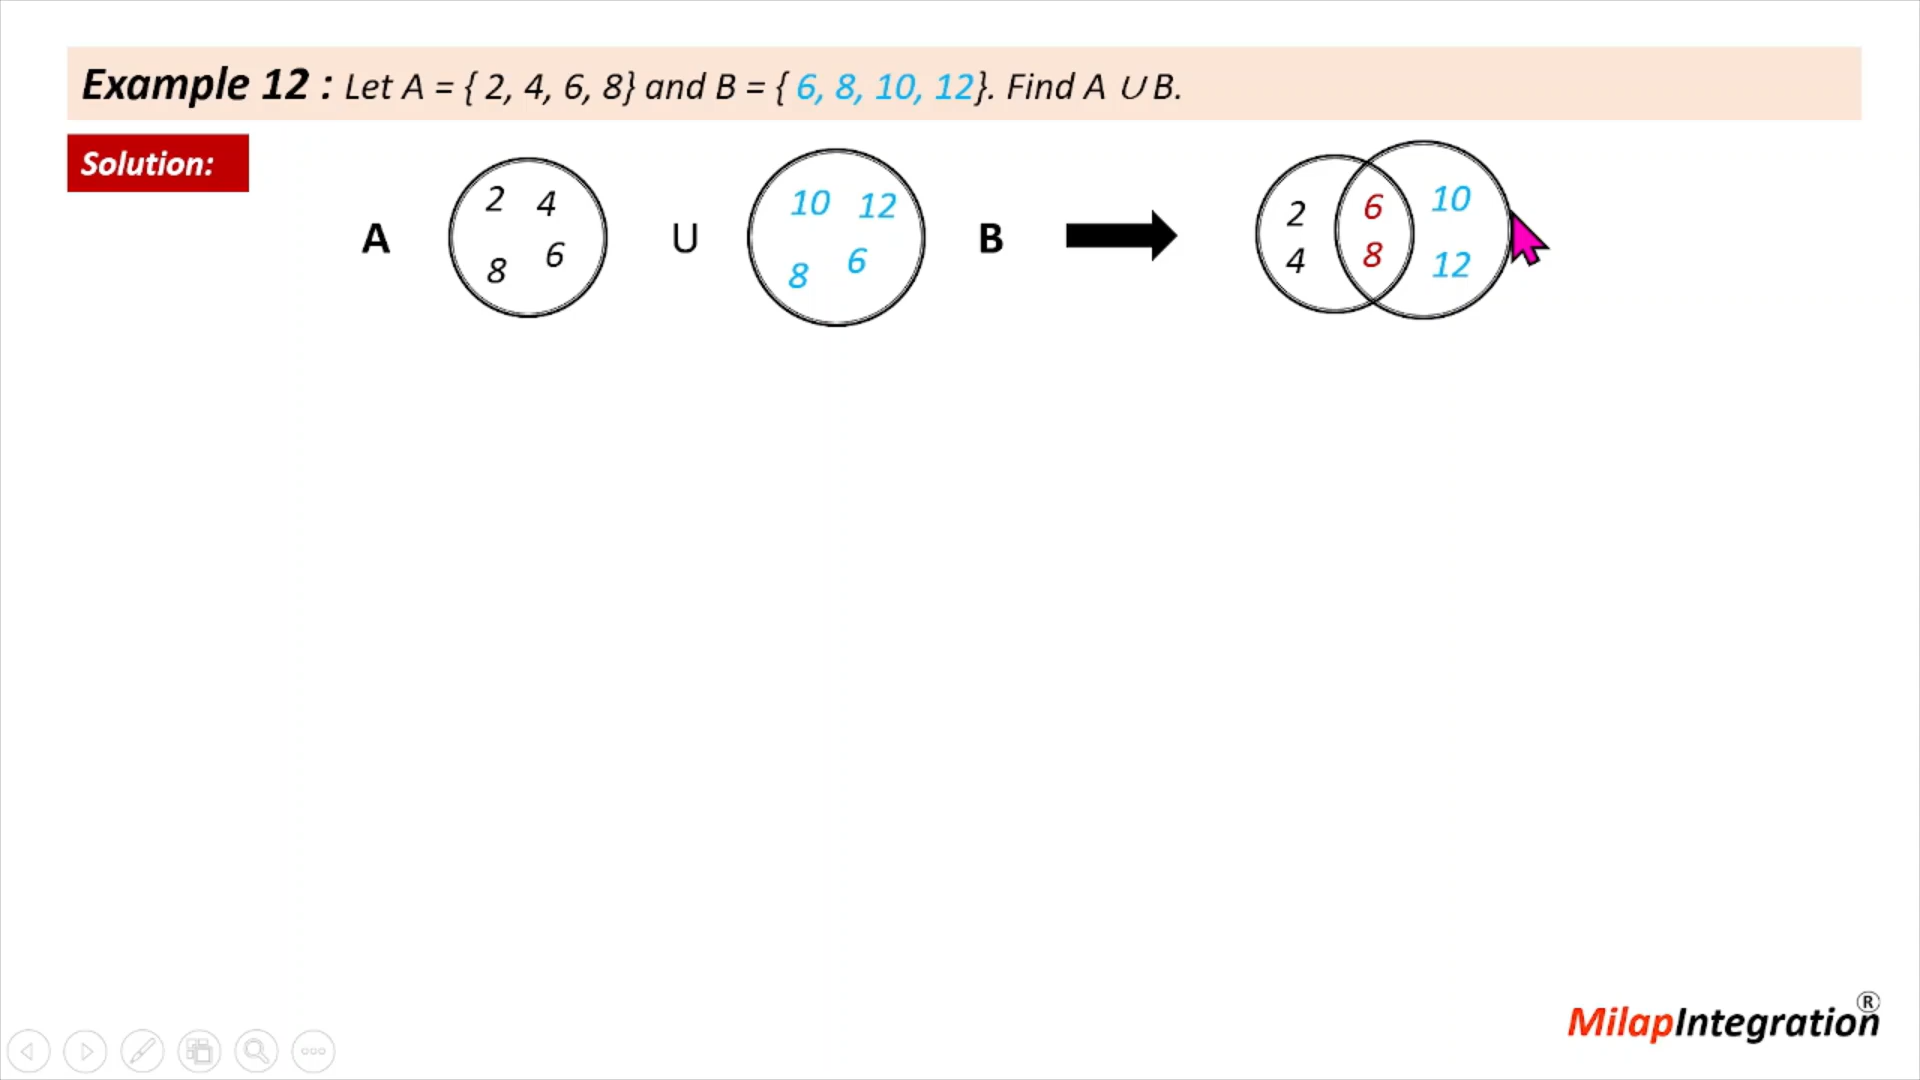 Example 12 : Let A = { 2, 4, 6, 8} and B = { 6, 8, 10, 12}. Find A ∪ B.
Solution:
A
2 4
8 6
U
10 12
8 6
B
2 6 10
4 8 12
MilapIntegration®